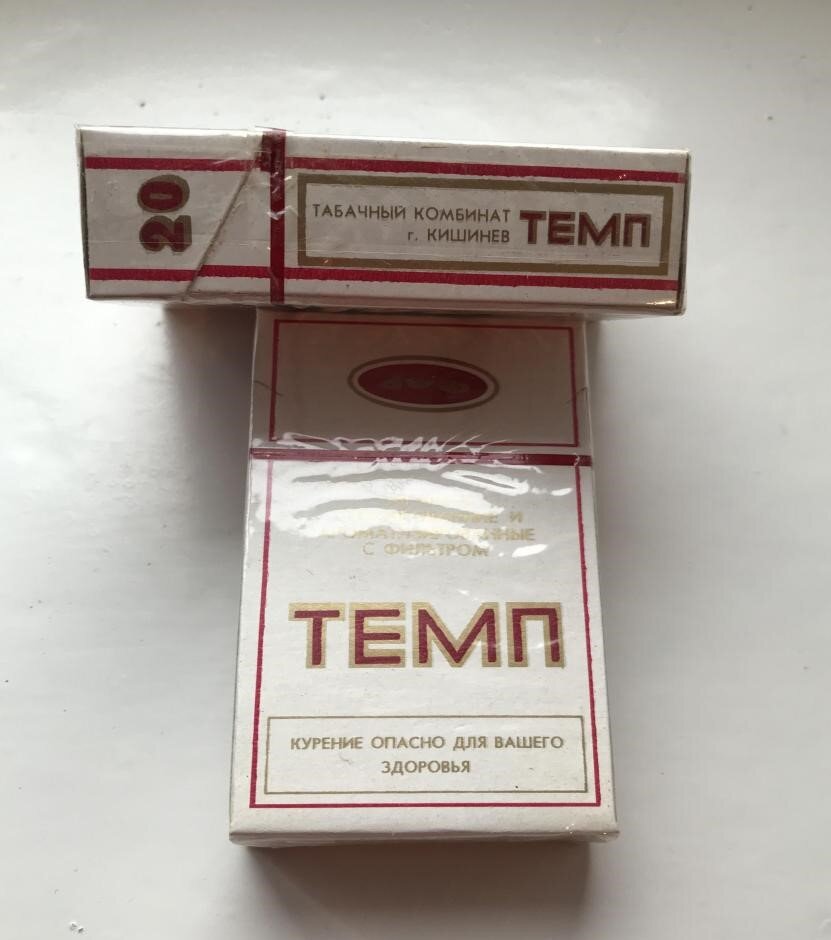 20
ТАБАЧНЫЙ КОМБИНАТ
г. КИШИНЕВ
ТЕМП
И
С ФИЛЬТРОМ
ТЕМП
КУРЕНИЕ ОПАСНО ДЛЯ ВАШЕГО
ЗДОРОВЬЯ